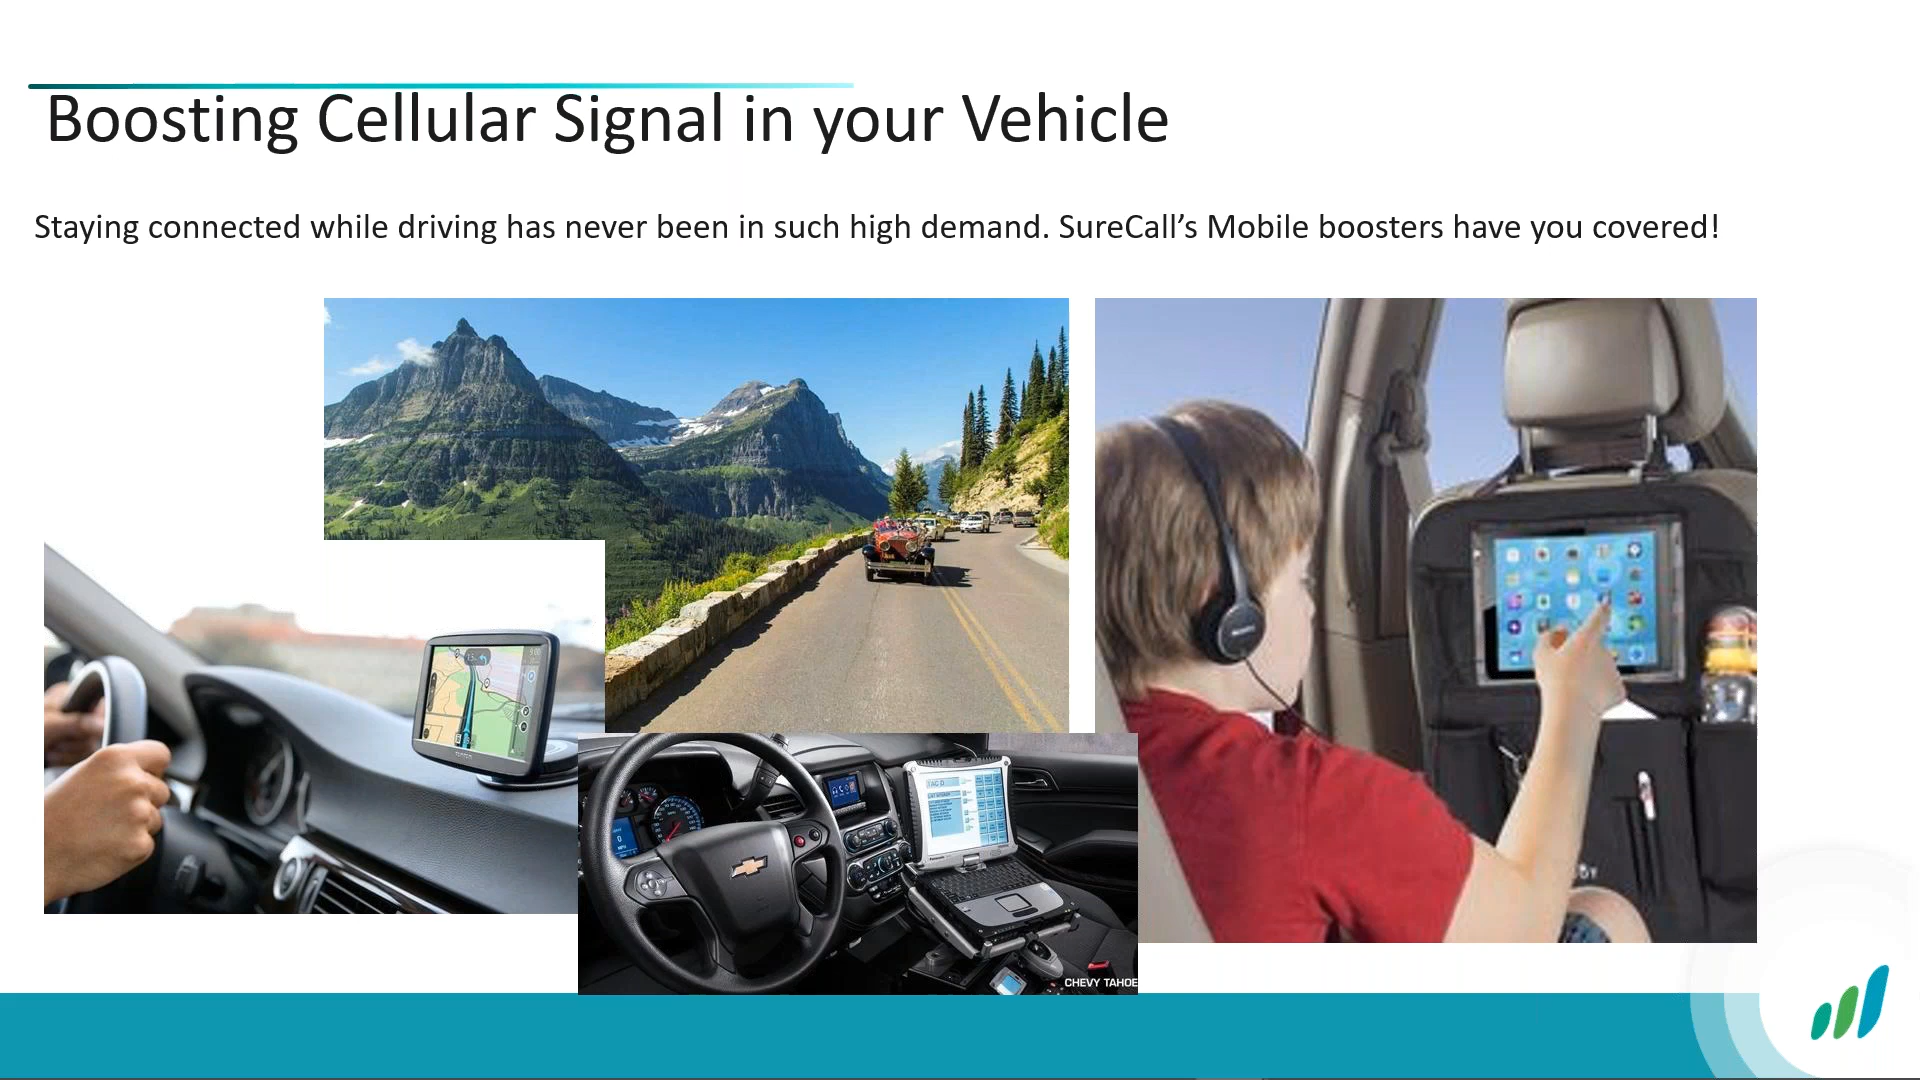 Boosting Cellular Signal in your Vehicle
Staying connected while driving has never been in such high demand. SureCall’s Mobile boosters have you covered!
TOMTOM
CHEVY TAHOE